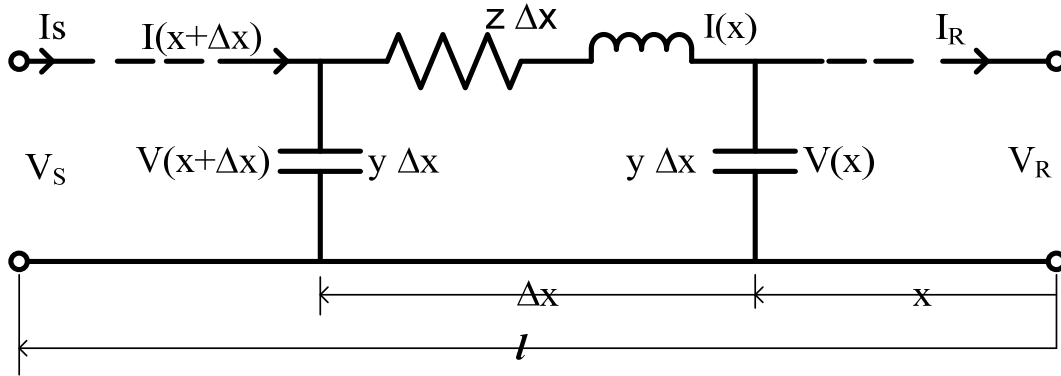 Is
I(x+Δx)
z Δx
I(x)
I_R
V_S
V(x+Δx)
y Δx
y Δx
V(x)
V_R
Δx
x
l